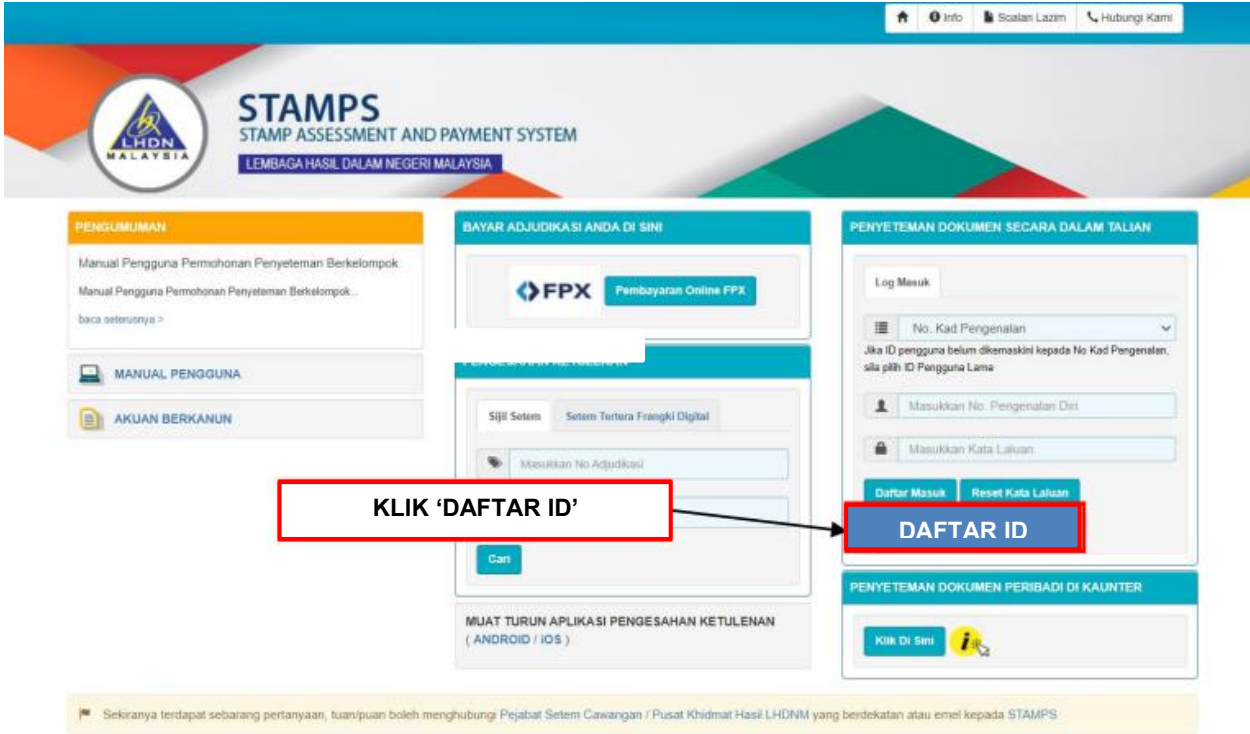 Info
Soalan Lazim
Hubungi Kami
LHDN
MALAYSIA
STAMPS
STAMP ASSESSMENT AND PAYMENT SYSTEM
LEMBAGA HASIL DALAM NEGERI MALAYSIA
PENGUMUMAN
Manual Pengguna Permohonan Penyeteman Berkelompok
Manual Pengguna Permohonan Penyeteman Berkelompok...
baca seterusnya >
MANUAL PENGGUNA
AKUAN BERKANUN
BAYAR ADJUDIKASI ANDA DI SINI
FPX
Pembayaran Online FPX
Sijil Setem
Setem Tertera Frangki Digital
Masukkan No Adjudikasi
KLIK ‘DAFTAR ID’
Cari
MUAT TURUN APLIKASI PENGESAHAN KETULENAN
( ANDROID / iOS )
PENYETEMAN DOKUMEN SECARA DALAM TALIAN
Log Masuk
No. Kad Pengenalan
Jika ID pengguna belum dikemaskini kepada No Kad Pengenalan,
sila pilih ID Pengguna Lama
Masukkan No. Pengenalan Diri
Masukkan Kata Laluan
Daftar Masuk
Reset Kata Laluan
DAFTAR ID
PENYETEMAN DOKUMEN PERIBADI DI KAUNTER
Klik Di Sini
i
Sekiranya terdapat sebarang pertanyaan, tuan/puan boleh menghubungi Pejabat Setem Cawangan / Pusat Khidmat Hasil LHDNM yang berdekatan atau emel kepada STAMPS